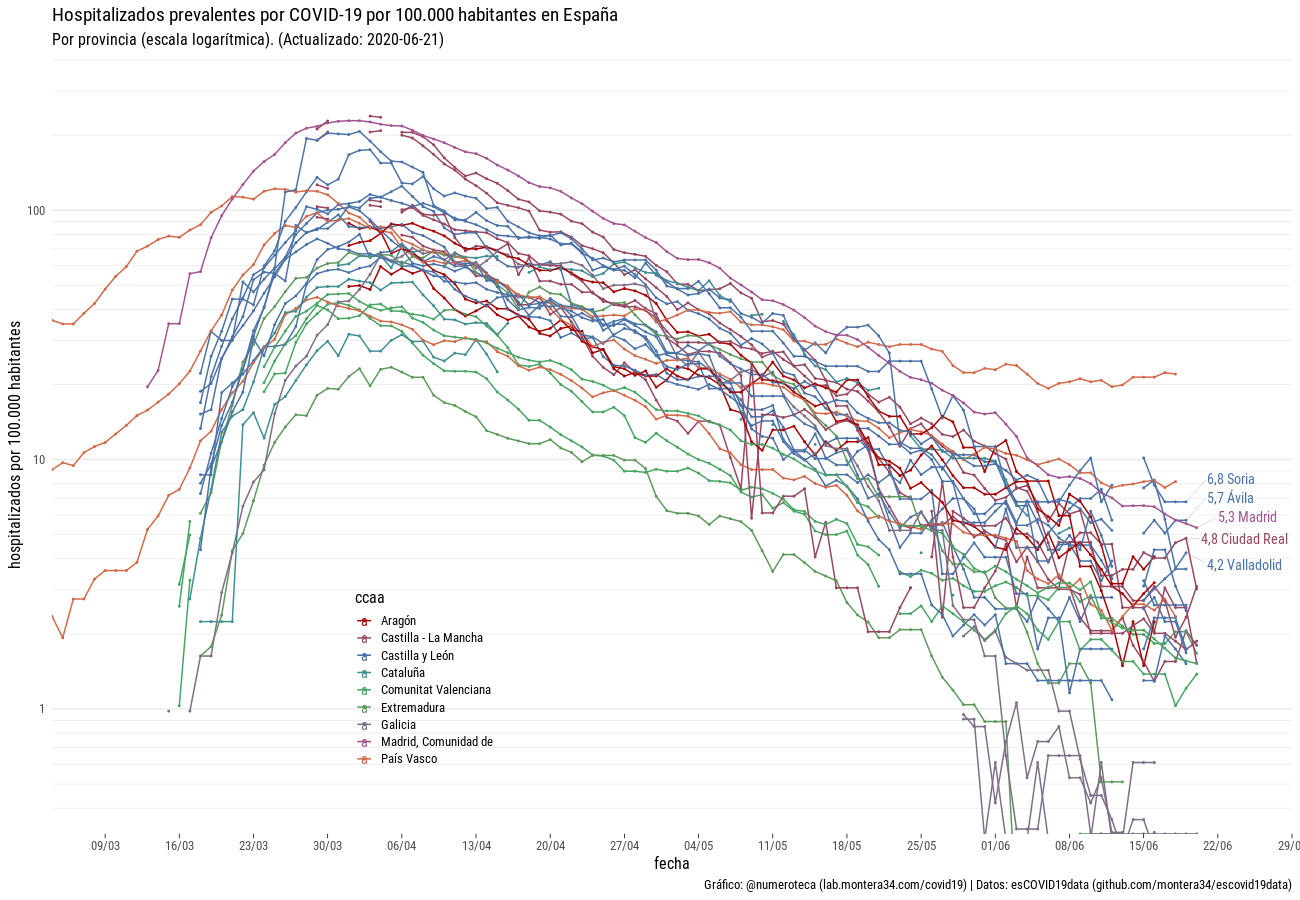 Hospitalizados prevalentes por COVID-19 por 100.000 habitantes en España
Por provincia (escala logarítmica). (Actualizado: 2020-06-21)
hospitalizados por 100.000 habitantes
100
10
1
6,8 Soria
5,7 Ávila
5,3 Madrid
4,8 Ciudad Real
4,2 Valladolid
ccaa
Aragón
Castilla - La Mancha
Castilla y León
Cataluña
Comunitat Valenciana
Extremadura
Galicia
Madrid, Comunidad de
País Vasco
09/03 16/03 23/03 30/03 06/04 13/04 20/04 27/04 04/05 11/05 18/05 25/05 01/06 08/06 15/06 22/06 29/0
fecha
Gráfico: @numeroteca (lab.montera34.com/covid19) | Datos: esCOVID19data (github.com/montera34/escovid19data)